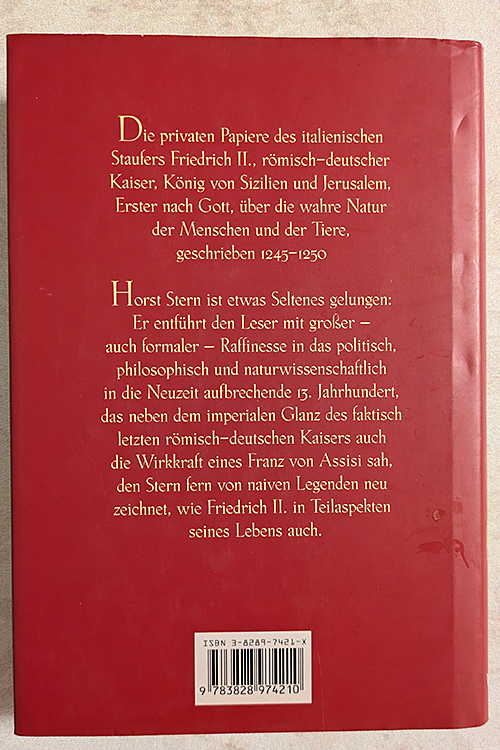 Die privaten Papiere des italienischen
Staufers Friedrich II., römisch-deutscher
Kaiser, König von Sizilien und Jerusalem,
Erster nach Gott, über die wahre Natur
der Menschen und der Tiere,
geschrieben 1245–1250
Horst Stern ist etwas Seltenes gelungen:
Er entführt den Leser mit großer –
auch formaler – Raffinesse in das politisch,
philosophisch und naturwissenschaftlich
in die Neuzeit aufbrechende 13. Jahrhundert,
das neben dem imperialen Glanz des faktisch
letzten römisch-deutschen Kaisers auch
die Wirkkraft eines Franz von Assisi sah,
den Stern fern von naiven Legenden neu
zeichnet, wie Friedrich II. in Teilaspekten
seines Lebens auch.
ISBN 3-8289-7421-X
9 783828 974210